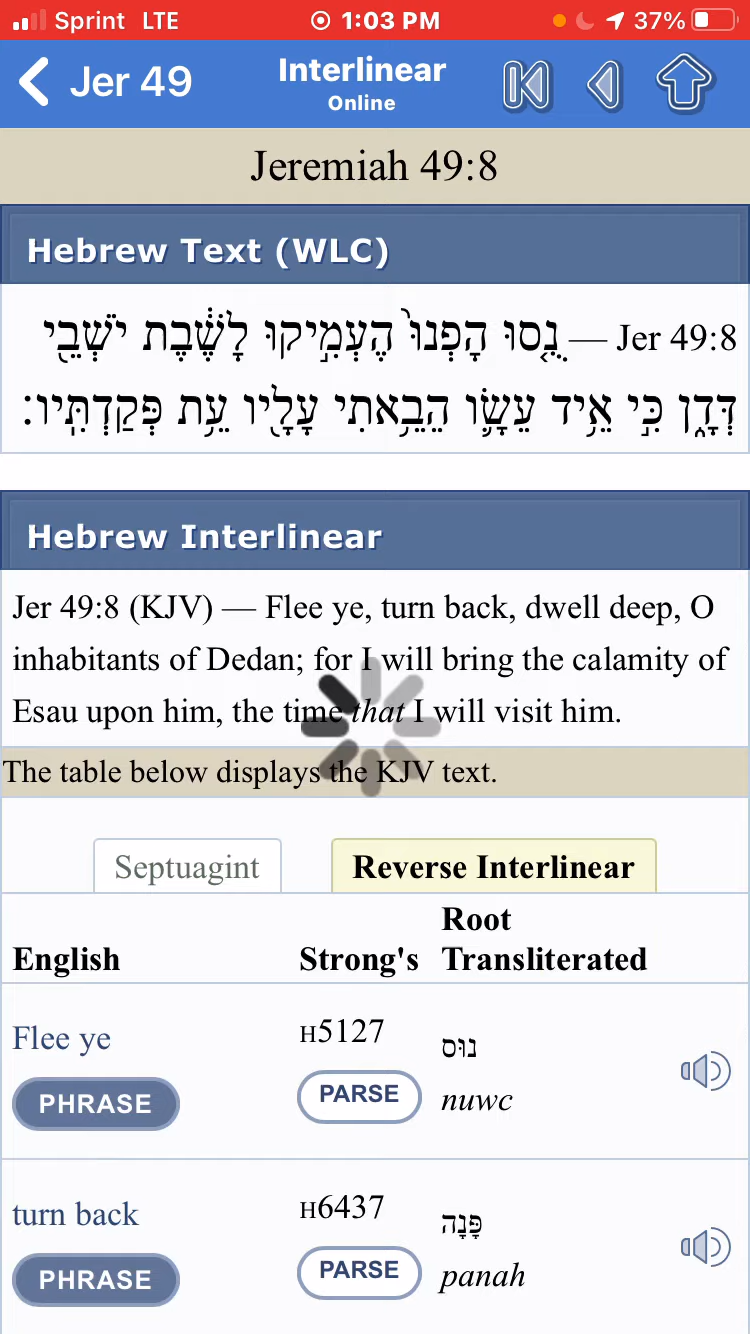 Sprint LTE 1:03 PM 37%
Jer 49 Interlinear
Online
Jeremiah 49:8
Hebrew Text (WLC)
Jer 49:8 — נֻ֤סוּ הָפְנוּ֙ הֶעְמִ֣יקוּ לָשֶׁ֔בֶת יֹשְׁבֵ֖י
דְּדָ֑ן כִּ֣י אֵ֥יד עֵשָׂ֛ו הֵבֵ֥אתִי עָלָ֖יו עֵ֥ת פְּקַדְתִּֽיו׃
Hebrew Interlinear
Jer 49:8 (KJV) — Flee ye, turn back, dwell deep, O
inhabitants of Dedan; for I will bring the calamity of
Esau upon him, the time that I will visit him.
The table below displays the KJV text.
Septuagint Reverse Interlinear
English Strong's Root Transliterated
Flee ye H5127 נוּס
PHRASE PARSE nuwc
turn back H6437 פָּנָה
PHRASE PARSE panah